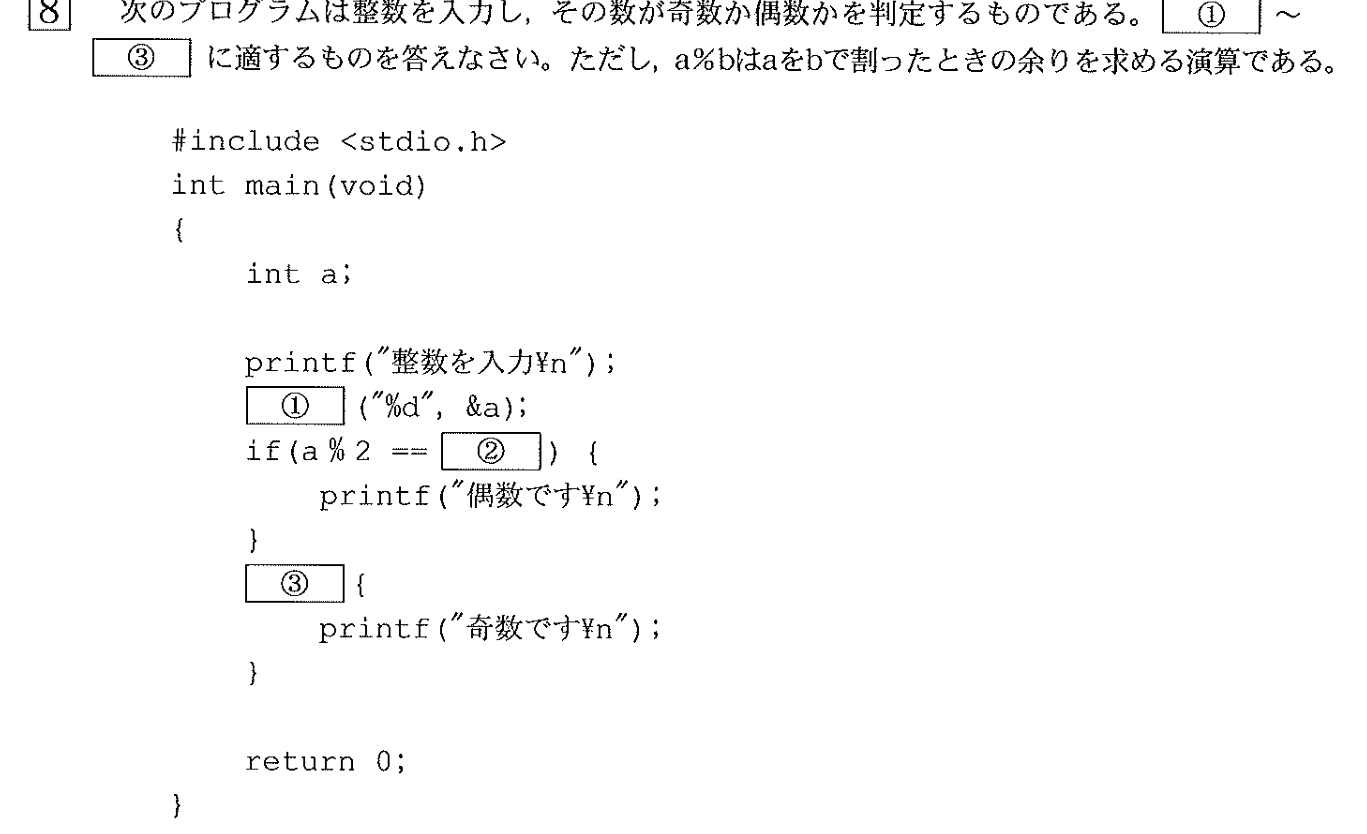 8 次のプログラムは整数を入力し，その数が奇数か偶数かを判定するものである。 ① ～
③ に適するものを答えなさい。ただし，a%bはaをbで割ったときの余りを求める演算である。
#include <stdio.h>
int main(void)
{
int a;
printf("整数を入力¥n");
① ("%d", &a);
if(a % 2 == ② ) {
printf("偶数です¥n");
}
③ {
printf("奇数です¥n");
}
return 0;
}